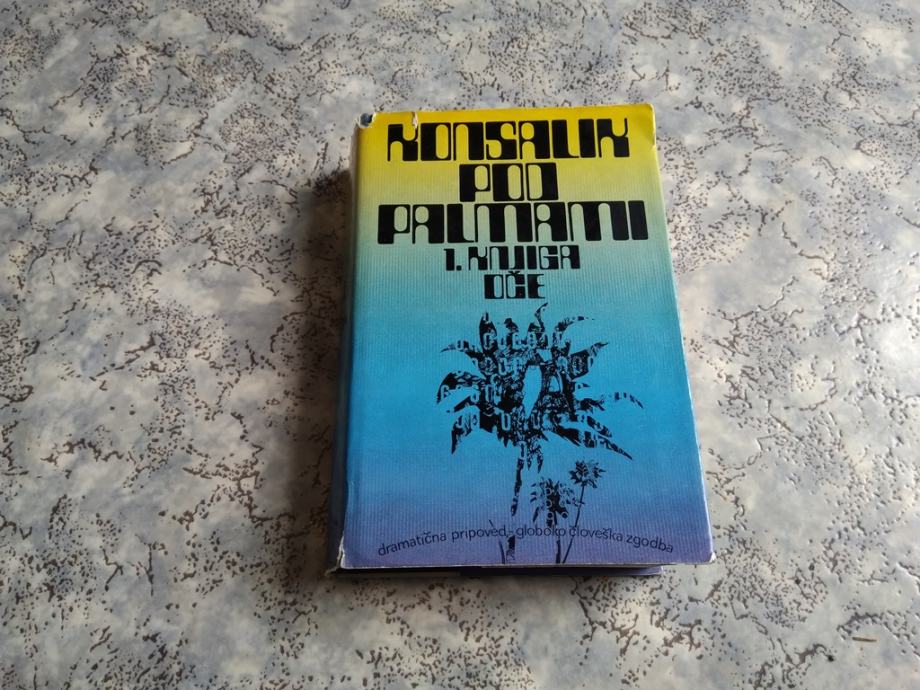 KONSALIK
POD
PALMAMI
1. KNJIGA
OČE
dramatična pripoved - globoko človeška zgodba